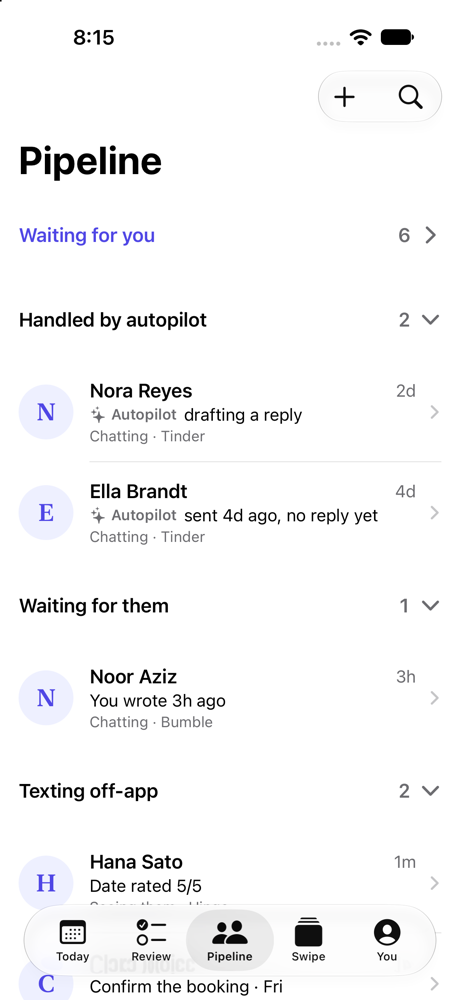 8:15
Pipeline
Waiting for you 6
Handled by autopilot 2
N
Nora Reyes 2d
Autopilot drafting a reply
Chatting · Tinder
E
Ella Brandt 4d
Autopilot sent 4d ago, no reply yet
Chatting · Tinder
Waiting for them 1
N
Noor Aziz 3h
You wrote 3h ago
Chatting · Bumble
Texting off-app 2
H
Hana Sato 1m
Date rated 5/5
Today
Review
Pipeline
Swipe
You
C
Confirm the booking · Fri